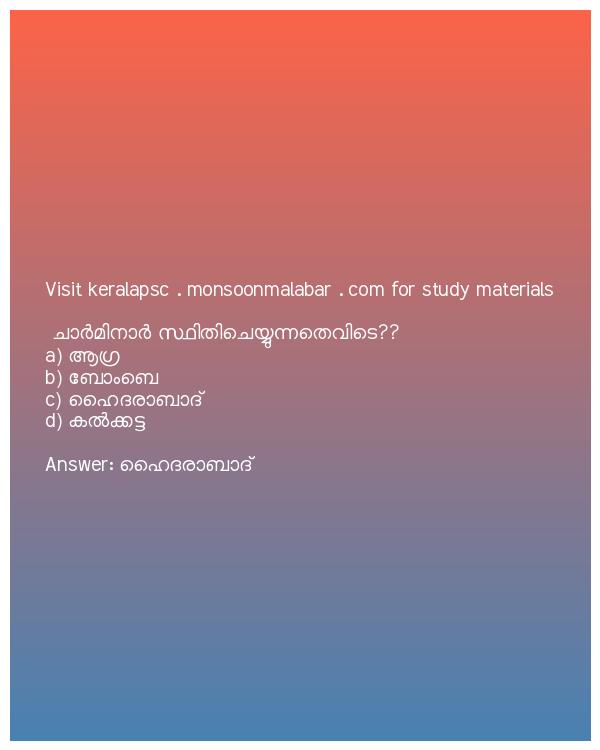 Visit keralapsc . monsoonmalabar . com for study materials
ചാർമിനാർ സ്ഥിതിചെയ്യുന്നതെവിടെ??
a) ആഗ്ര
b) ബോംബെ
c) ഹൈദരാബാദ്
d) കൽക്കട്ട
Answer: ഹൈദരാബാദ്